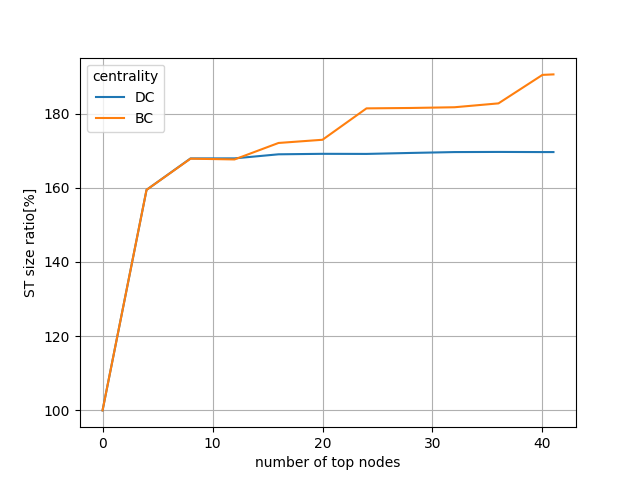 centrality
DC
BC
180
160
140
120
100
ST size ratio[%]
0 10 20 30 40
number of top nodes